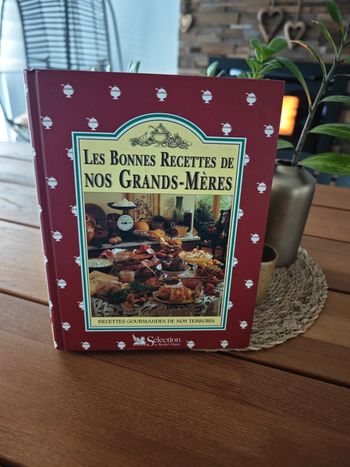 LES BONNES RECETTES DE
NOS GRANDS-MÈRES
RECETTES GOURMANDES DE NOS TERROIRS
Sélection
du Reader's Digest